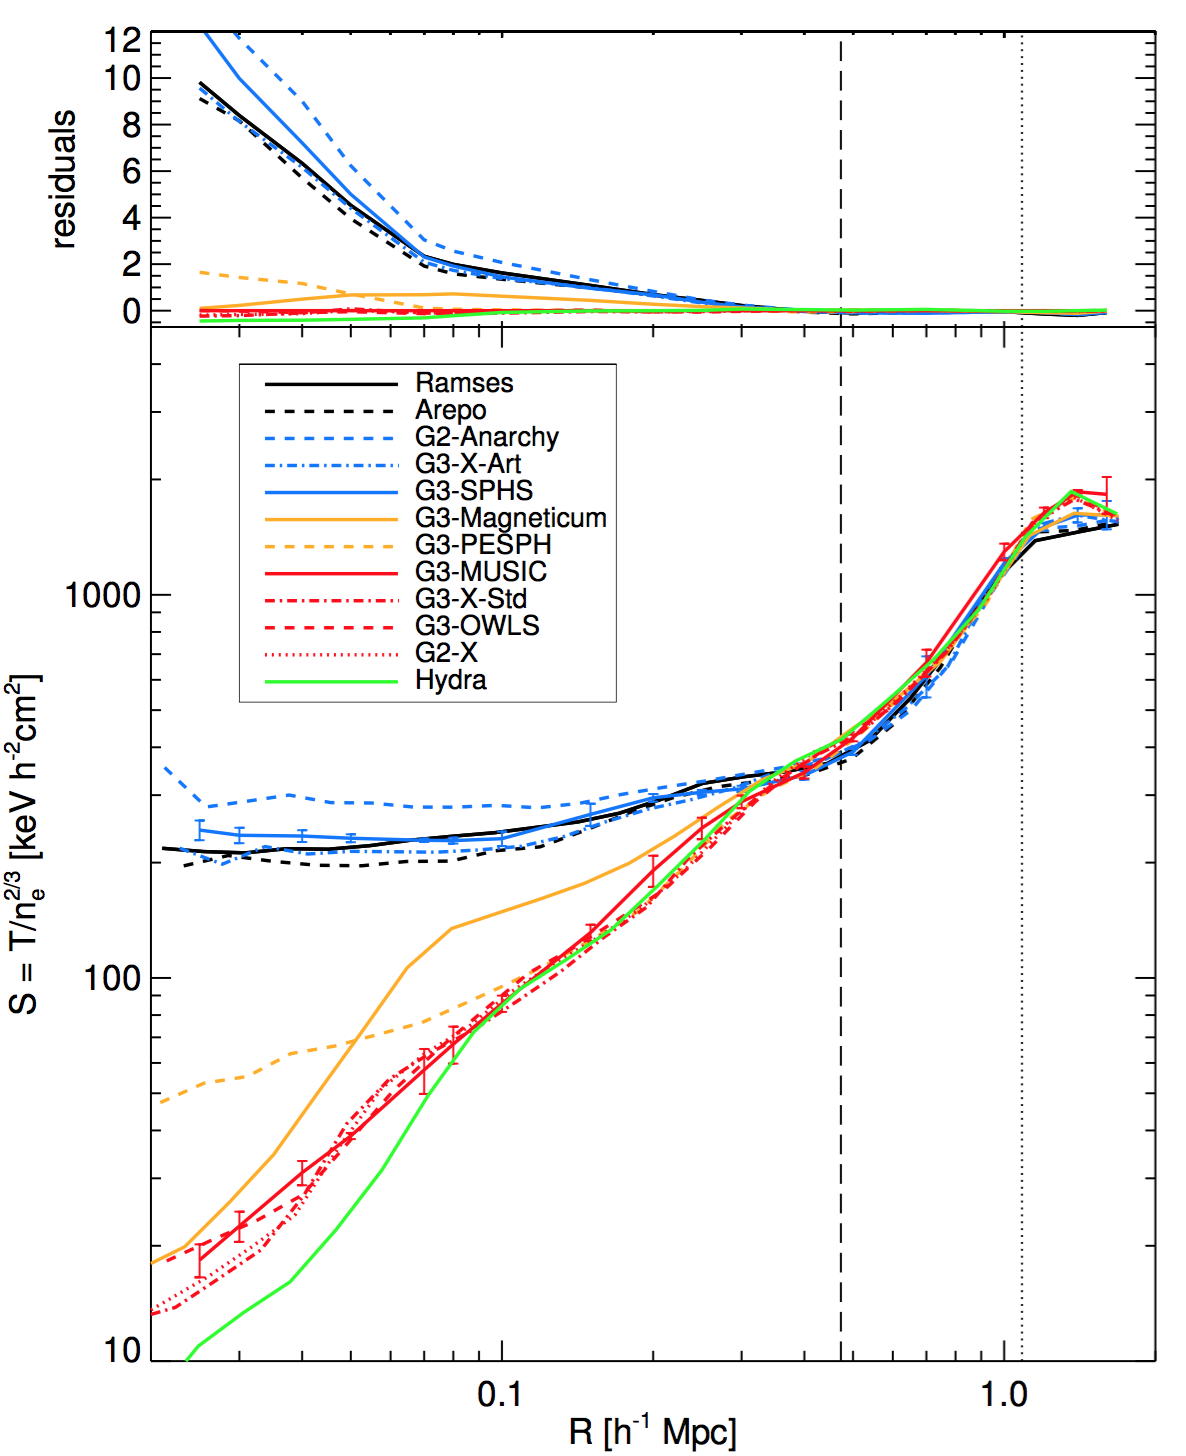 12
10
8
6
4
2
0
residuals
Ramses
Arepo
G2-Anarchy
G3-X-Art
G3-SPHS
G3-Magneticum
G3-PESPH
G3-MUSIC
G3-X-Std
G3-OWLS
G2-X
Hydra
1000
100
10
S = T/n_e^{2/3} [keV h^{-2}cm^{2}]
0.1
1.0
R [h^{-1} Mpc]